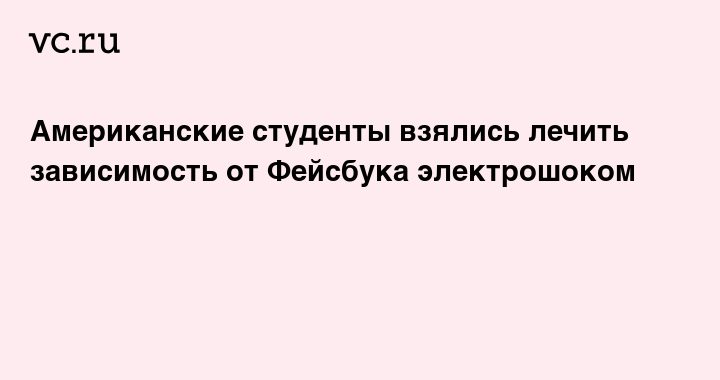 vc.ru
Американские студенты взялись лечить
зависимость от Фейсбука электрошоком